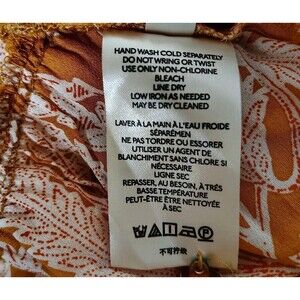 HAND WASH COLD SEPARATELY
DO NOT WRING OR TWIST
USE ONLY NON-CHLORINE
BLEACH
LINE DRY
LOW IRON AS NEEDED
MAY BE DRY CLEANED
LAVER À LA MAIN À L'EAU FROIDE
SÉPARÉMEN
NE PAS TORDRE OU ESSORER
UTILISER UN AGENT DE
BLANCHIMENT SANS CHLORE SI
NÉCESSAIRE
LIGNE SEC
REPASSER, AU BESOIN, À TRÈS
BASSE TEMPÉRATURE
PEUT-ÊTRE ÊTRE NETTOYÉE
À SEC
不可拧绞